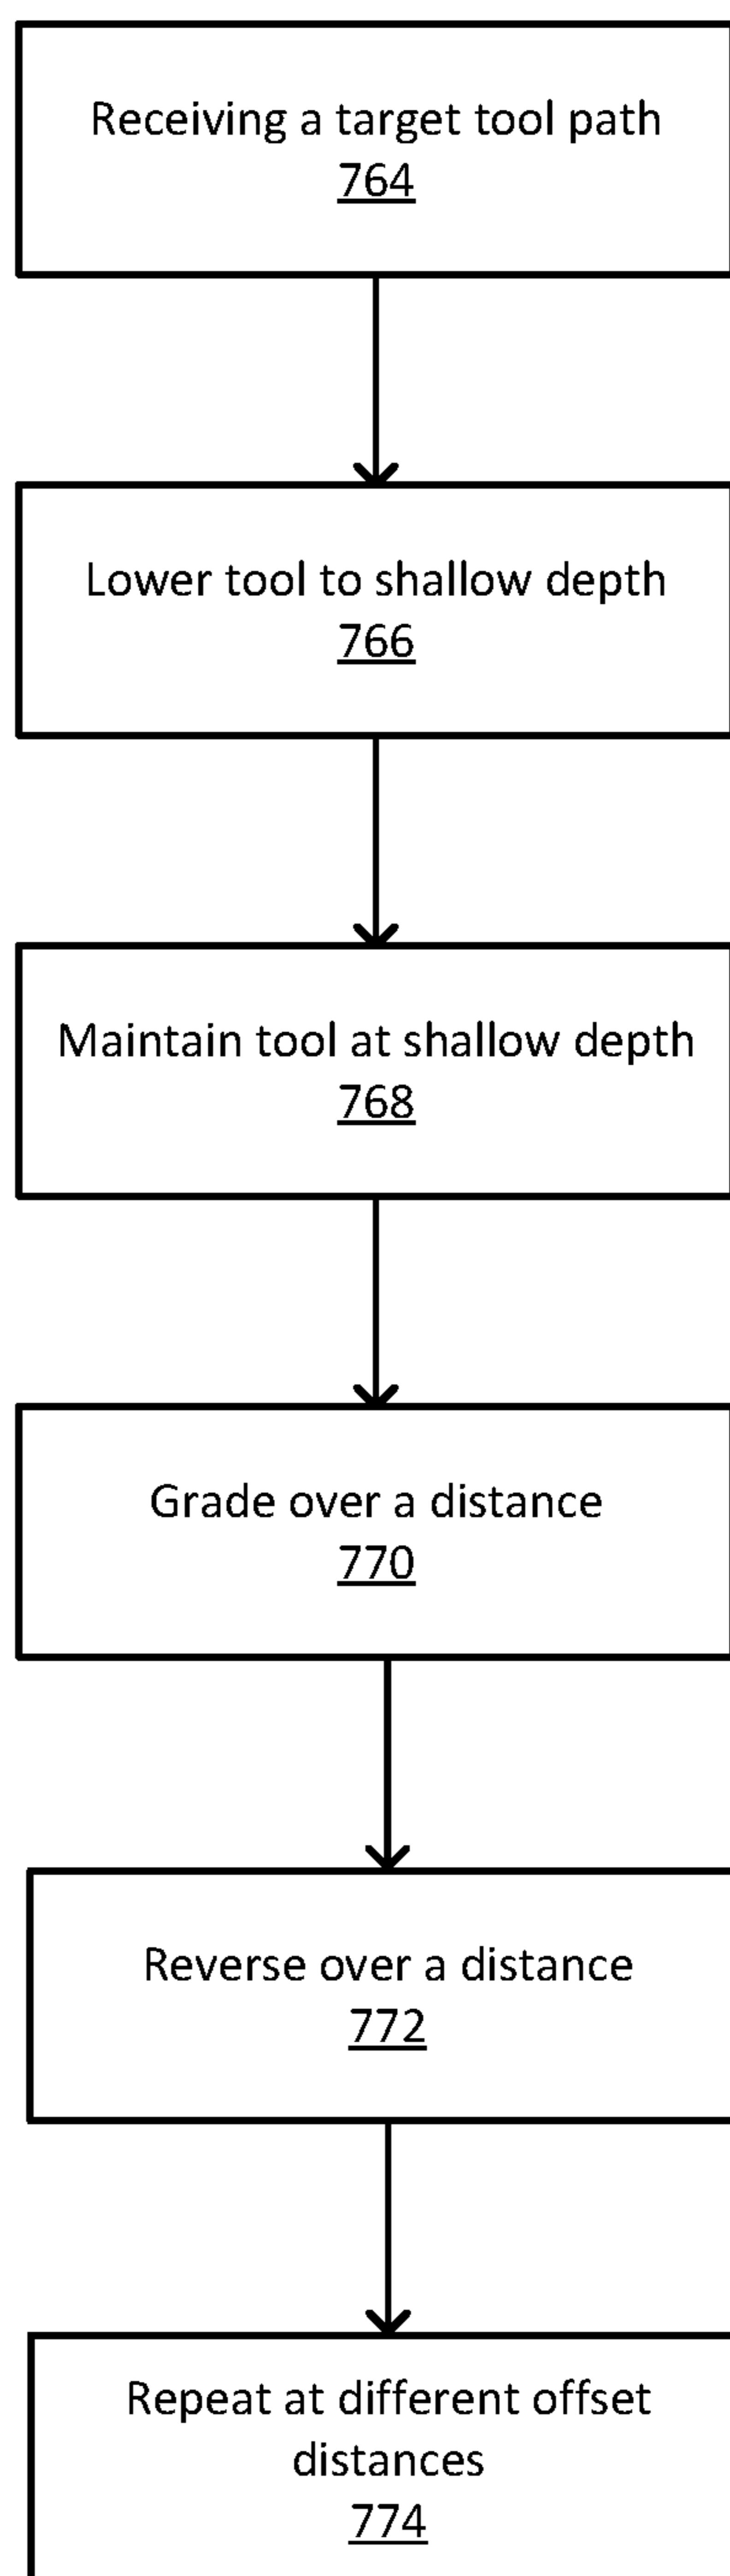 Receiving a target tool path
764
Lower tool to shallow depth
766
Maintain tool at shallow depth
768
Grade over a distance
770
Reverse over a distance
772
Repeat at different offset
distances
774